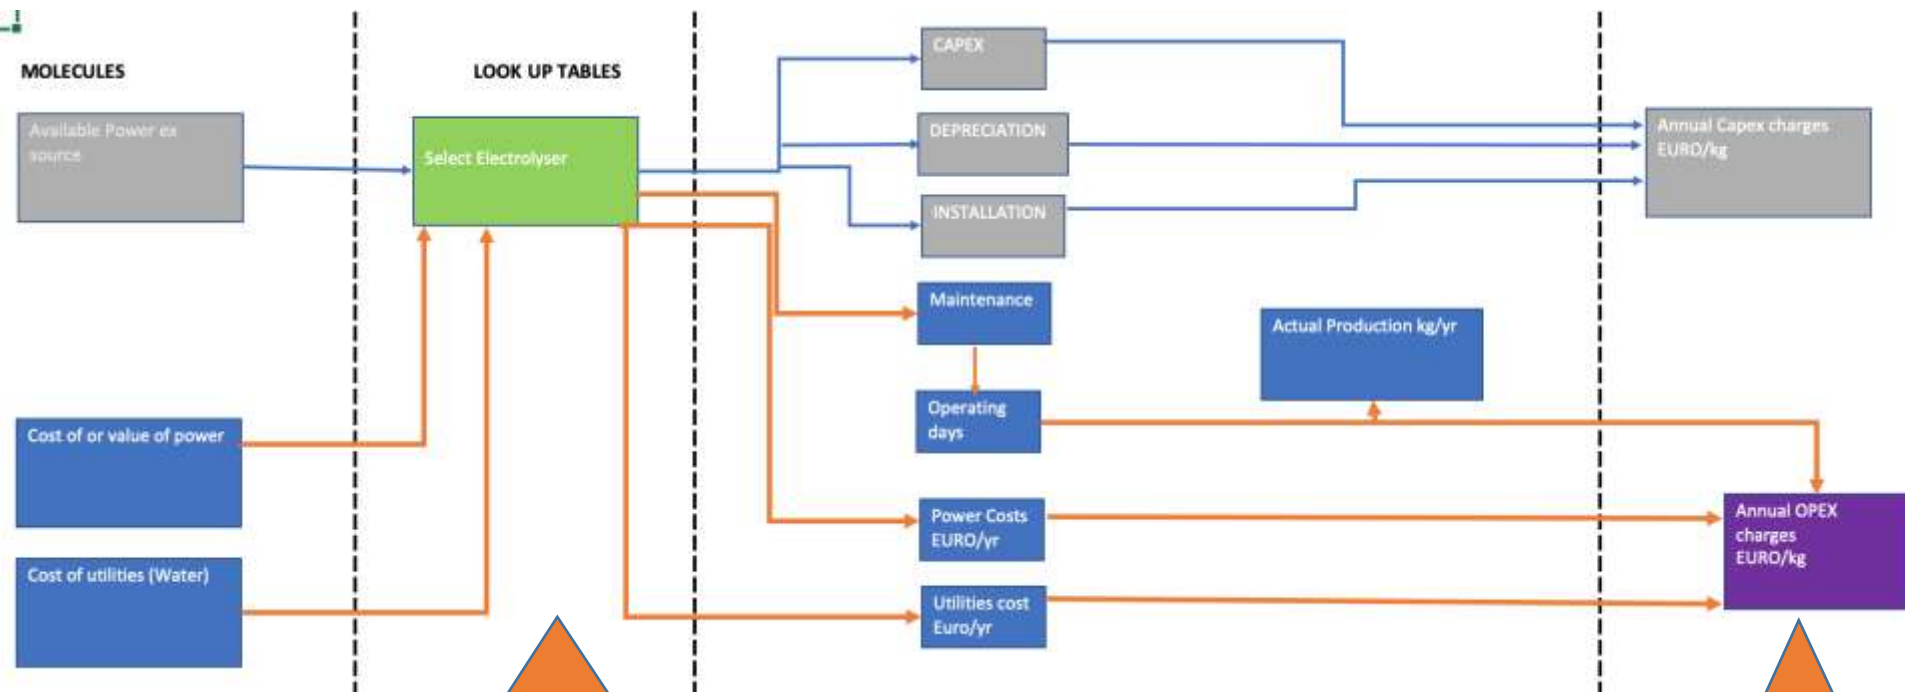 MOLECULES
LOOK UP TABLES
Available Power ex
source
Select Electrolyser
CAPEX
DEPRECIATION
INSTALLATION
Annual Capex charges
EURO/kg
Maintenance
Actual Production kg/yr
Operating
days
Cost of or value of power
Cost of utilities (Water)
Power Costs
EURO/yr
Utilities cost
Euro/yr
Annual OPEX
charges
EURO/kg